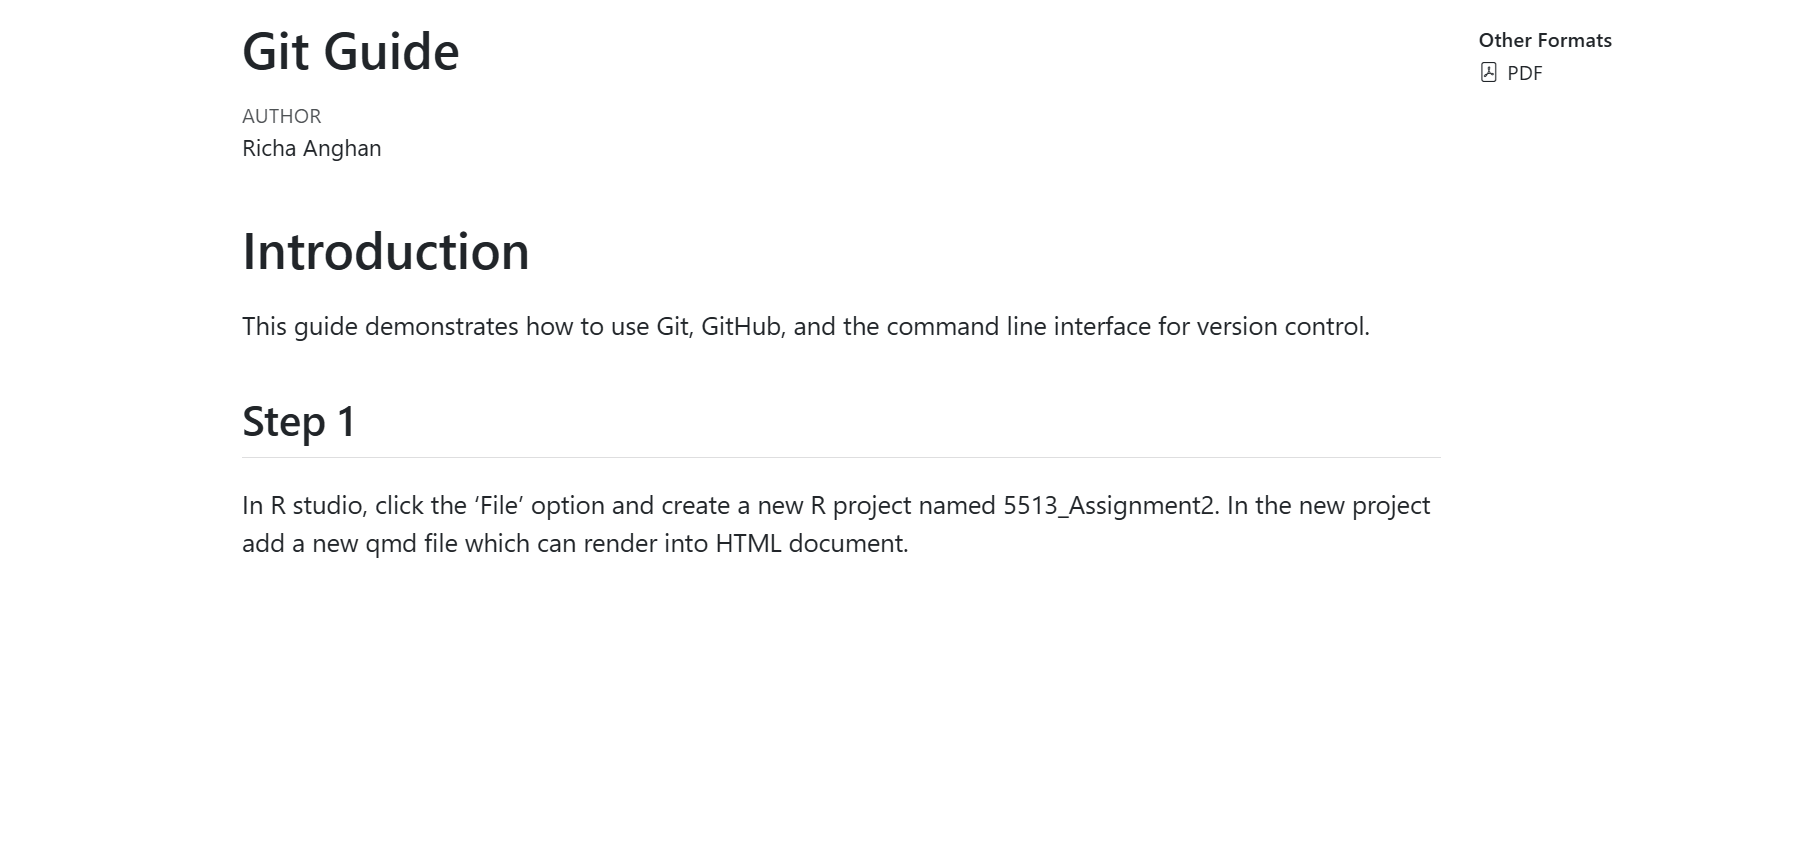 Git Guide
Other Formats
PDF
AUTHOR
Richa Anghan
Introduction
This guide demonstrates how to use Git, GitHub, and the command line interface for version control.
Step 1
In R studio, click the ‘File’ option and create a new R project named 5513_Assignment2. In the new project
add a new qmd file which can render into HTML document.